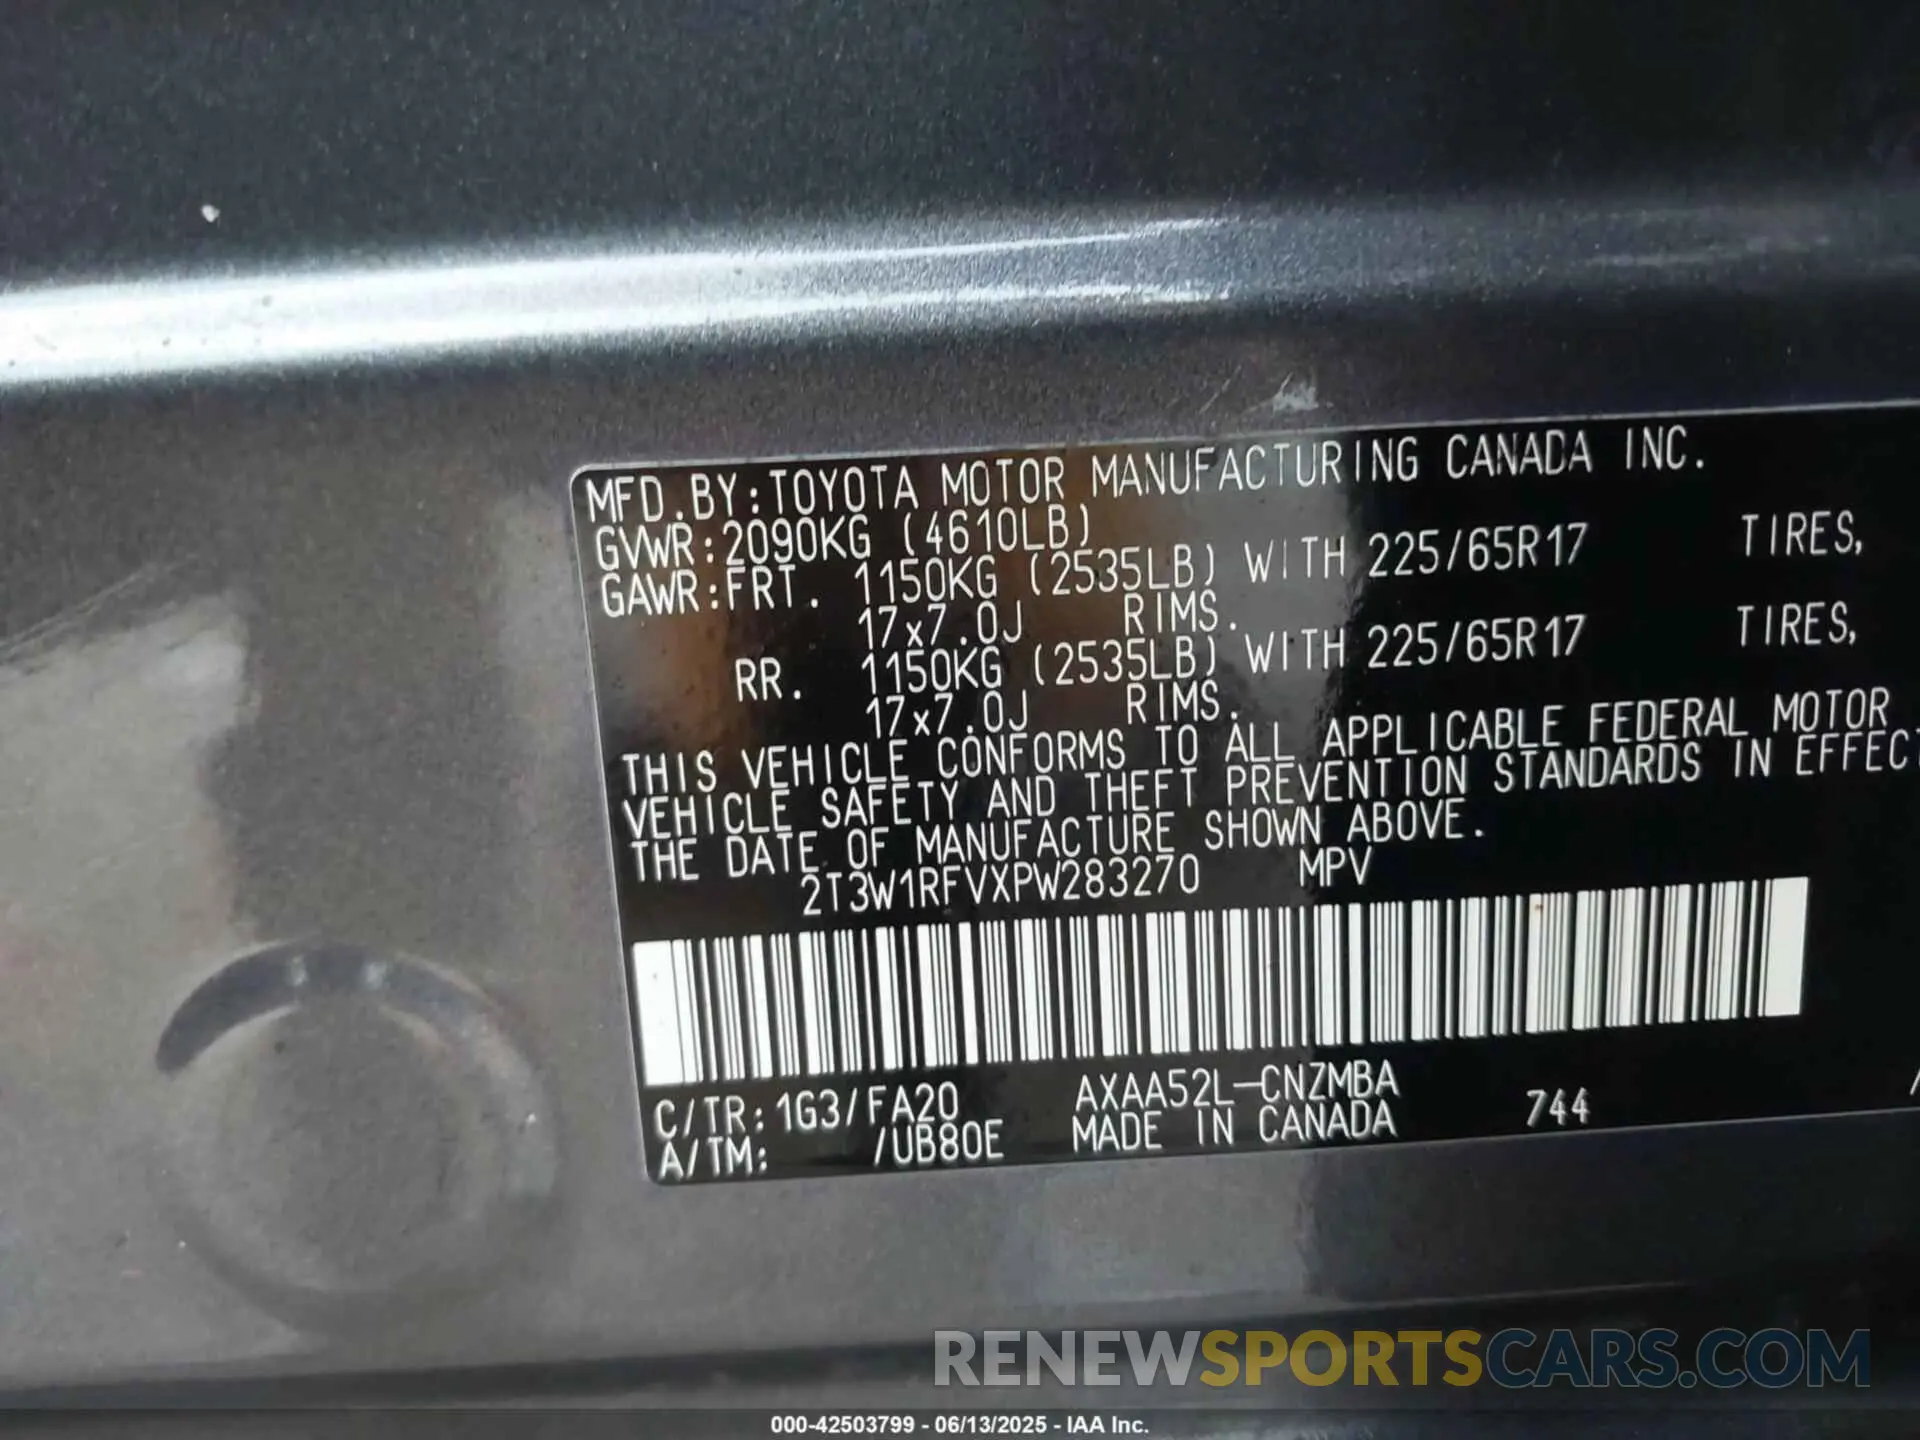 MFD.BY:TOYOTA MOTOR MANUFACTURING CANADA INC.
GVWR:2090KG (4610LB)
GAWR:FRT. 1150KG (2535LB) WITH 225/65R17 TIRES,
17x7.0J RIMS.
RR. 1150KG (2535LB) WITH 225/65R17 TIRES,
17x7.0J RIMS.
THIS VEHICLE CONFORMS TO ALL APPLICABLE FEDERAL MOTOR
VEHICLE SAFETY AND THEFT PREVENTION STANDARDS IN EFFECT
THE DATE OF MANUFACTURE SHOWN ABOVE.
2T3W1RFVXPW283270 MPV
C/TR:1G3/FA20 AXAA52L-CNZMBA 744
A/TM: /UB80E MADE IN CANADA
RENEWSPORTSCARS.COM
000-42503799 - 06/13/2025 - IAA Inc.